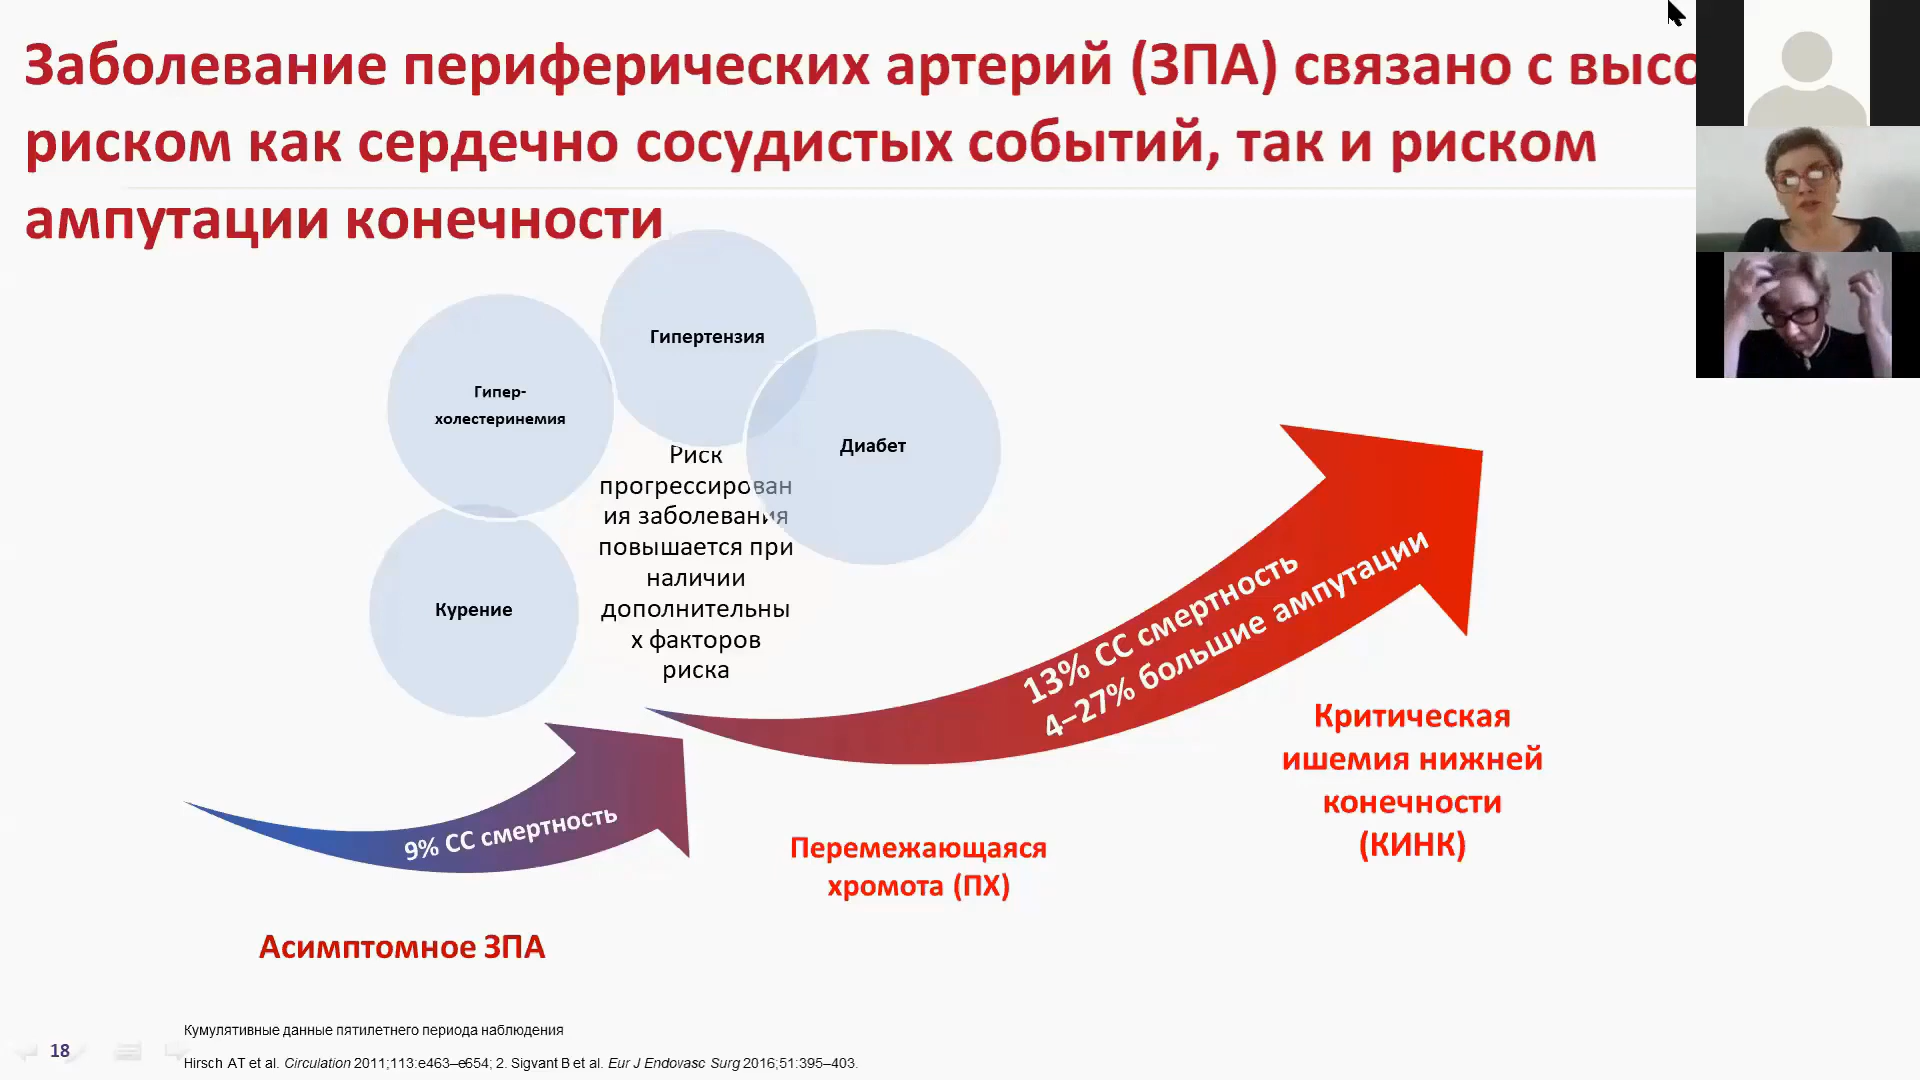 Заболевание периферических артерий (ЗПА) связано с высо
риском как сердечно сосудистых событий, так и риском
ампутации конечности
Гипертензия
Гипер-
холестеринемия
Диабет
Курение
Риск
прогрессирован
ия заболевания
повышается при
наличии
дополнительны
х факторов
риска
13% СС смертность
4–27% большие ампутации
9% СС смертность
Критическая
ишемия нижней
конечности
(КИНК)
Перемежающаяся
хромота (ПХ)
Асимптомное ЗПА
Кумулятивные данные пятилетнего периода наблюдения
18
Hirsch AT et al. Circulation 2011;113:e463–e654; 2. Sigvant B et al. Eur J Endovasc Surg 2016;51:395–403.